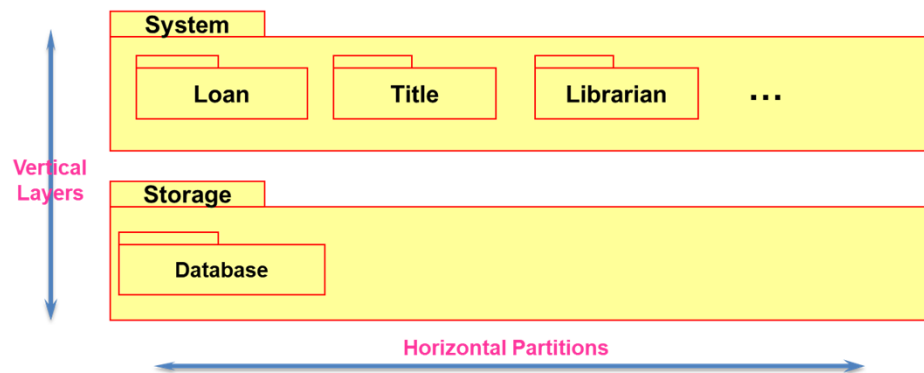 System
Loan
Title
Librarian
...
Vertical
Layers
Storage
Database
Horizontal Partitions